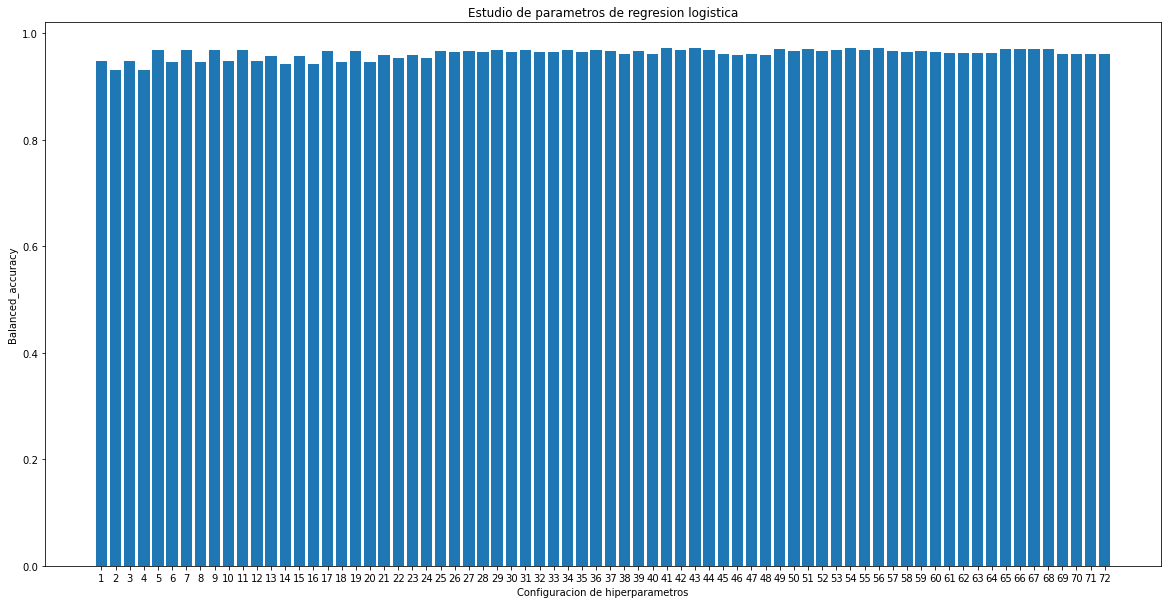 Estudio de parametros de regresion logistica
Balanced_accuracy
1.0
0.8
0.6
0.4
0.2
0.0
1 2 3 4 5 6 7 8 9 10 11 12 13 14 15 16 17 18 19 20 21 22 23 24 25 26 27 28 29 30 31 32 33 34 35 36 37 38 39 40 41 42 43 44 45 46 47 48 49 50 51 52 53 54 55 56 57 58 59 60 61 62 63 64 65 66 67 68 69 70 71 72
Configuracion de hiperparametros